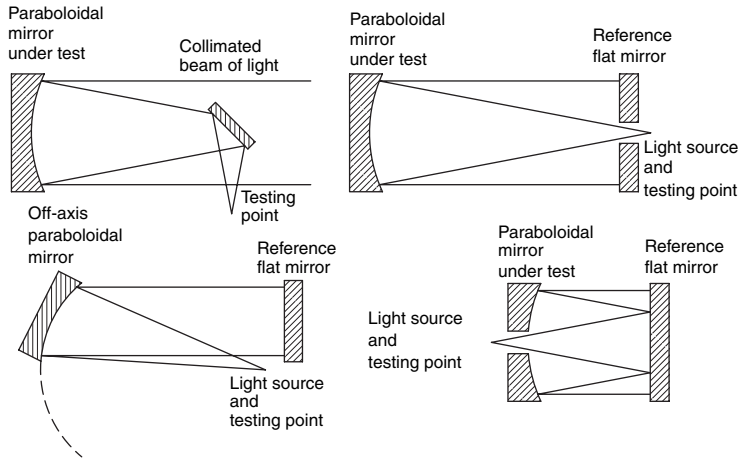 Paraboloidal
mirror
under test
Collimated
beam of light
Testing
point
Paraboloidal
mirror
under test
Reference
flat mirror
Light source
and
testing point
Off-axis
paraboloidal
mirror
Reference
flat mirror
Light source
and
testing point
Paraboloidal
mirror
under test
Reference
flat mirror
Light source
and
testing point